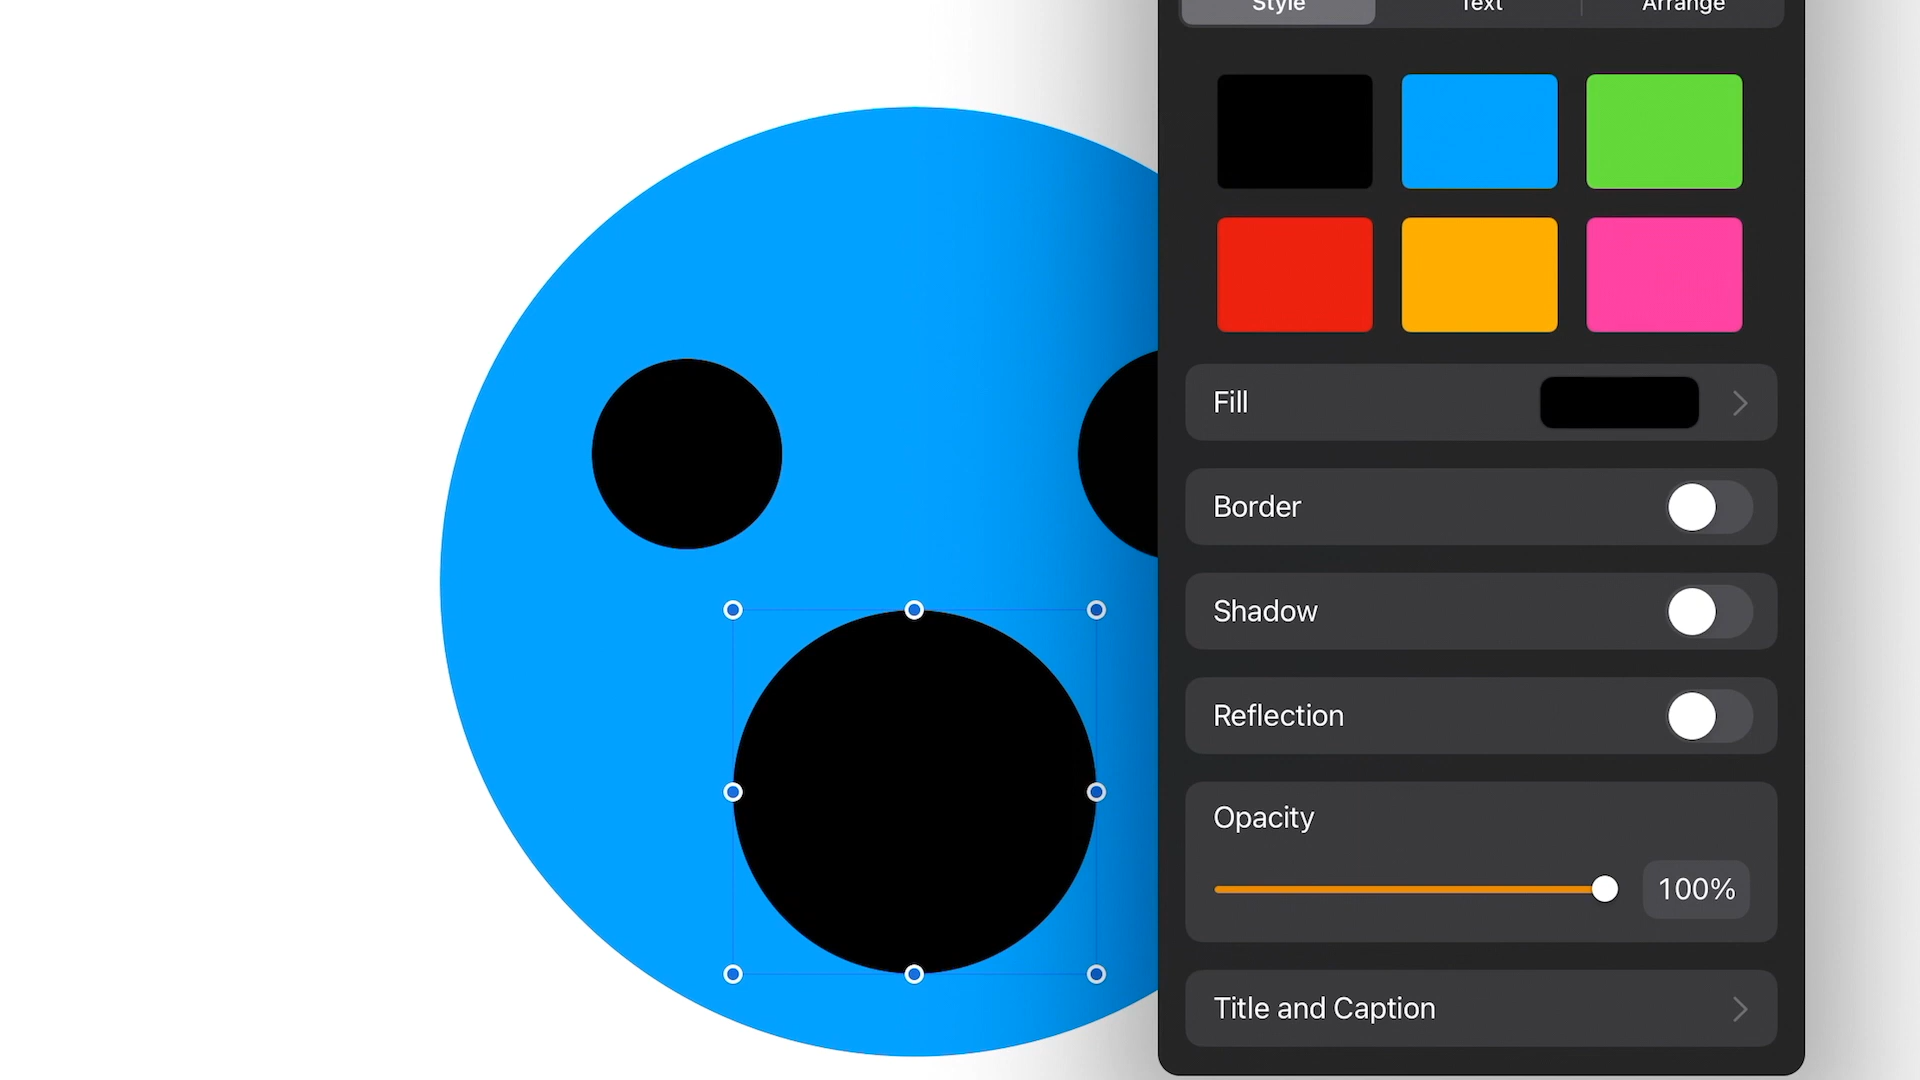 Style
Text
Arrange
Fill
Border
Shadow
Reflection
Opacity
100%
Title and Caption